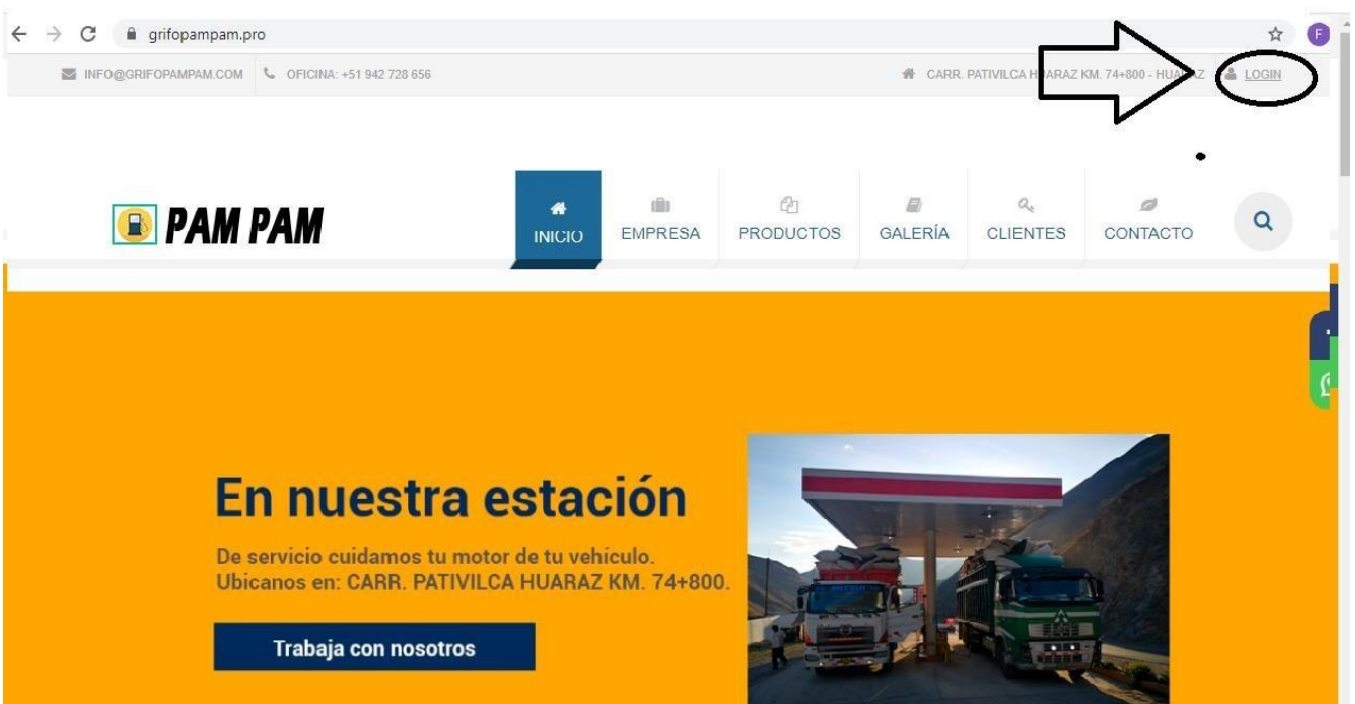 grifopampam.pro
F
INFO@GRIFOPAMPAM.COM
OFICINA: +51 942 728 656
CARR. PATIVILCA HUARAZ KM. 74+800 - HUARAZ
LOGIN
PAM PAM
INICIO
EMPRESA
PRODUCTOS
GALERÍA
CLIENTES
CONTACTO
En nuestra estación
De servicio cuidamos tu motor de tu vehículo.
Ubicanos en: CARR. PATIVILCA HUARAZ KM. 74+800.
Trabaja con nosotros